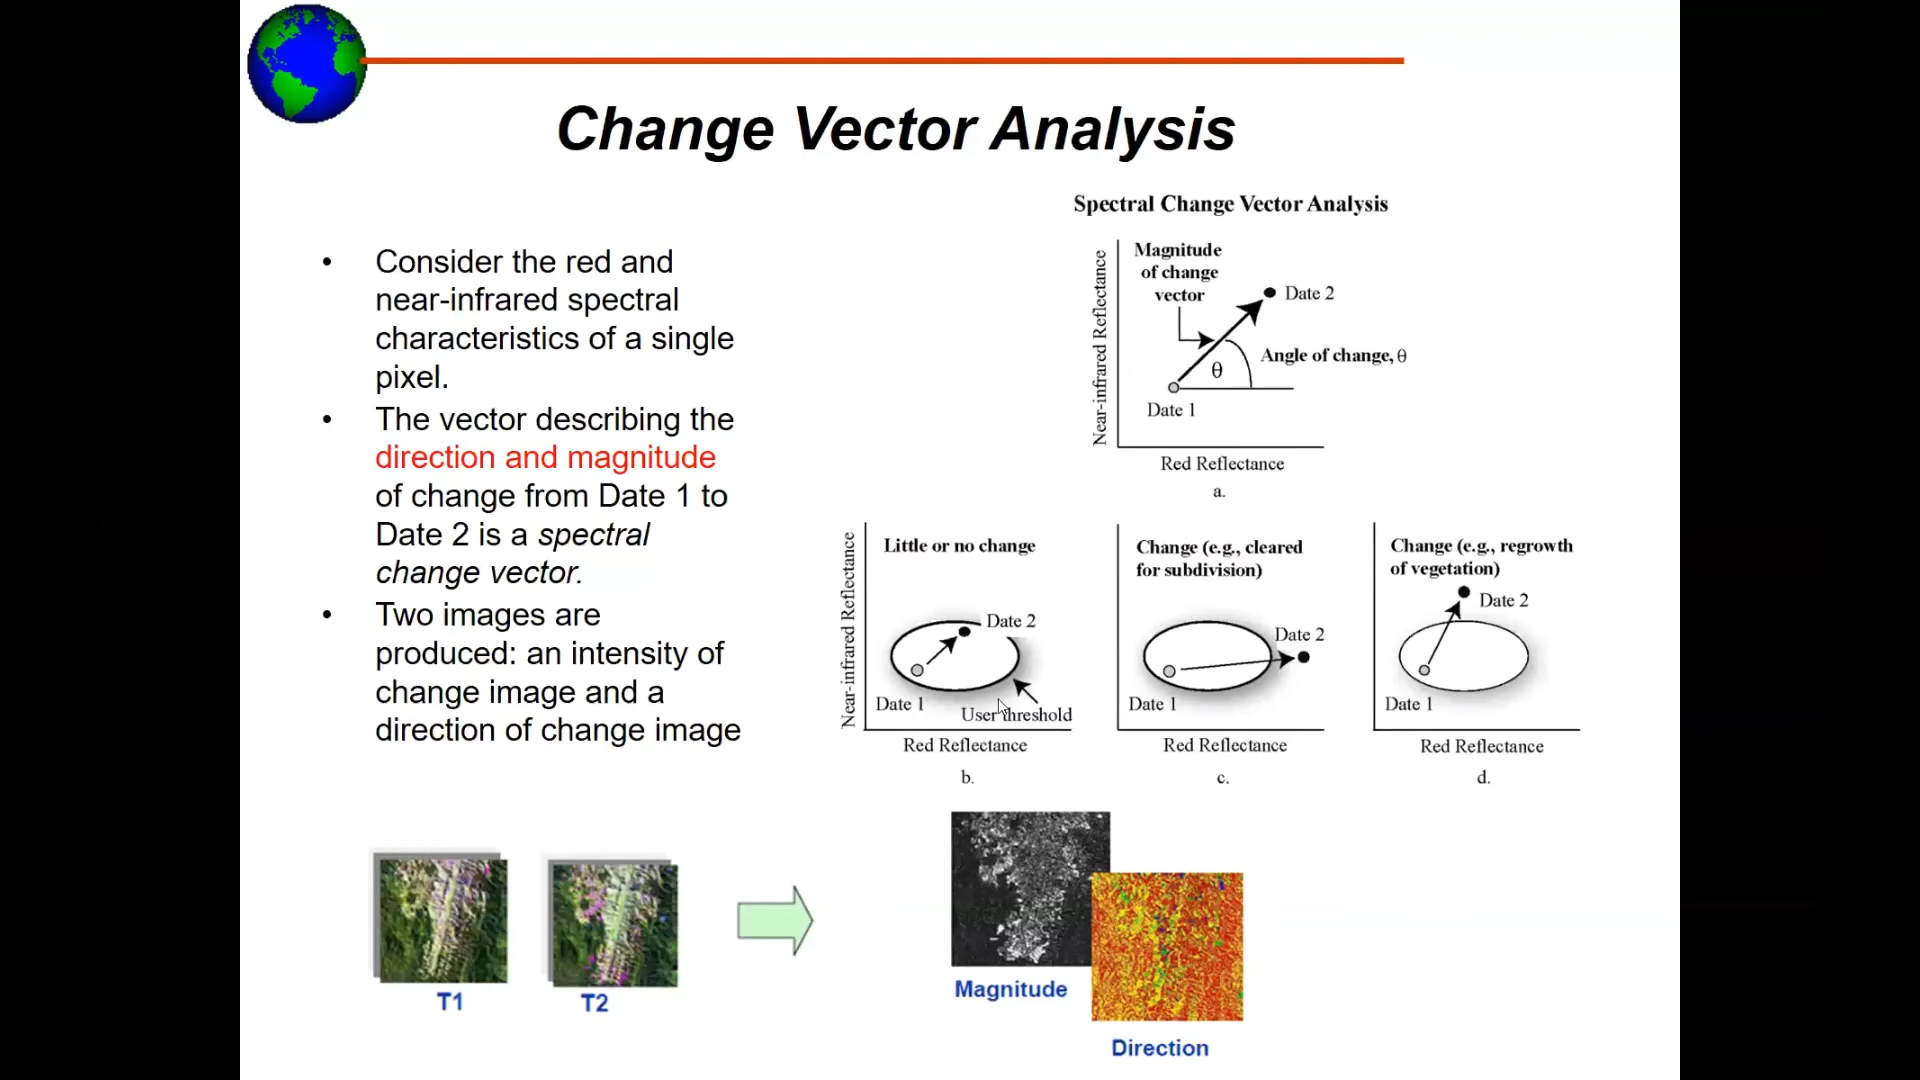 Change Vector Analysis
• Consider the red and
near-infrared spectral
characteristics of a single
pixel.
• The vector describing the
direction and magnitude
of change from Date 1 to
Date 2 is a spectral
change vector.
• Two images are
produced: an intensity of
change image and a
direction of change image
Spectral Change Vector Analysis
Near-infrared Reflectance
Magnitude
of change
vector
Date 2
Angle of change, θ
θ
Date 1
Red Reflectance
a.
Near-infrared Reflectance
Little or no change
Date 2
Date 1
User threshold
Red Reflectance
b.
Change (e.g., cleared
for subdivision)
Date 2
Date 1
Red Reflectance
c.
Change (e.g., regrowth
of vegetation)
Date 2
Date 1
Red Reflectance
d.
T1
T2
Magnitude
Direction